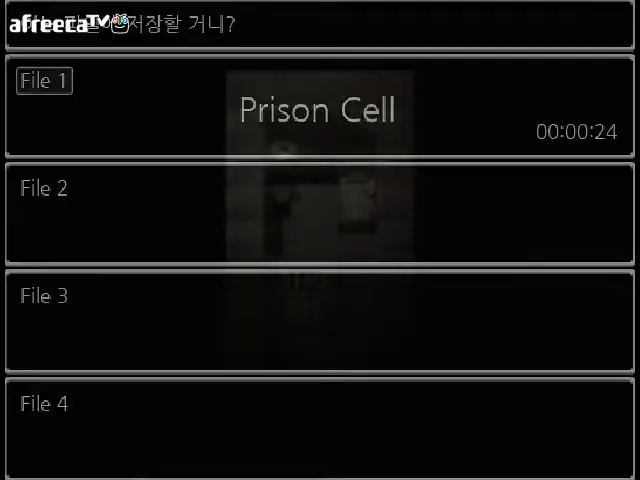 afreecaTV 저장할 거니?
File 1
Prison Cell
00:00:24
File 2
File 3
File 4